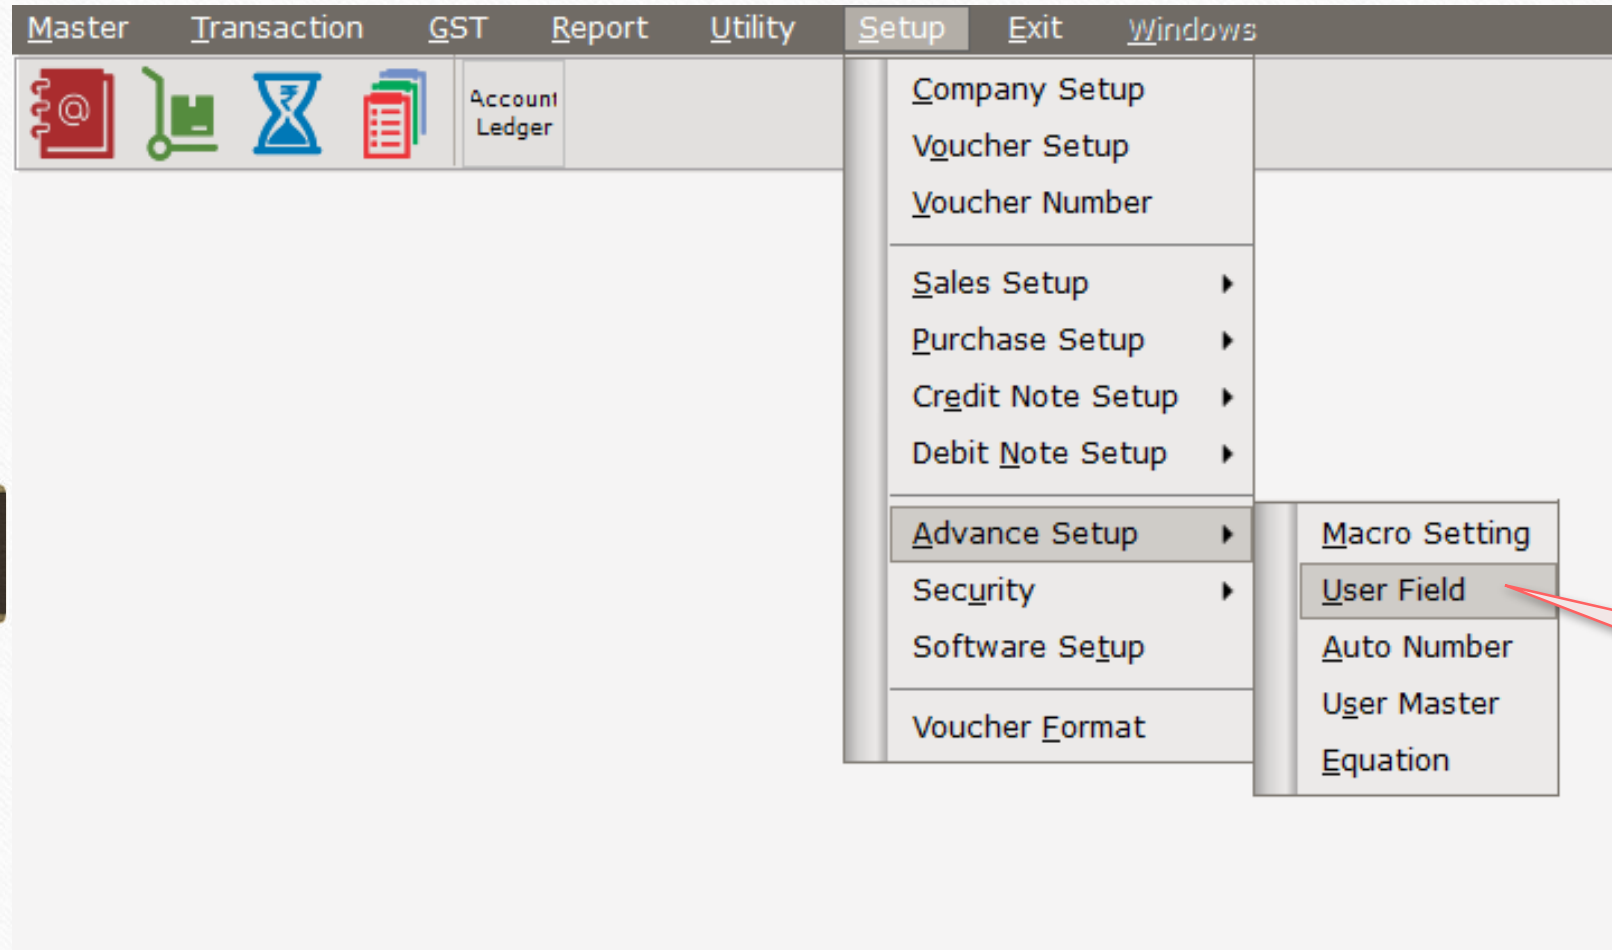 Master Transaction GST Report Utility Setup Exit Windows
@
Account
Ledger
Company Setup
Voucher Setup
Voucher Number
Sales Setup
Purchase Setup
Credit Note Setup
Debit Note Setup
Advance Setup
Security
Software Setup
Voucher Format
Macro Setting
User Field
Auto Number
User Master
Equation